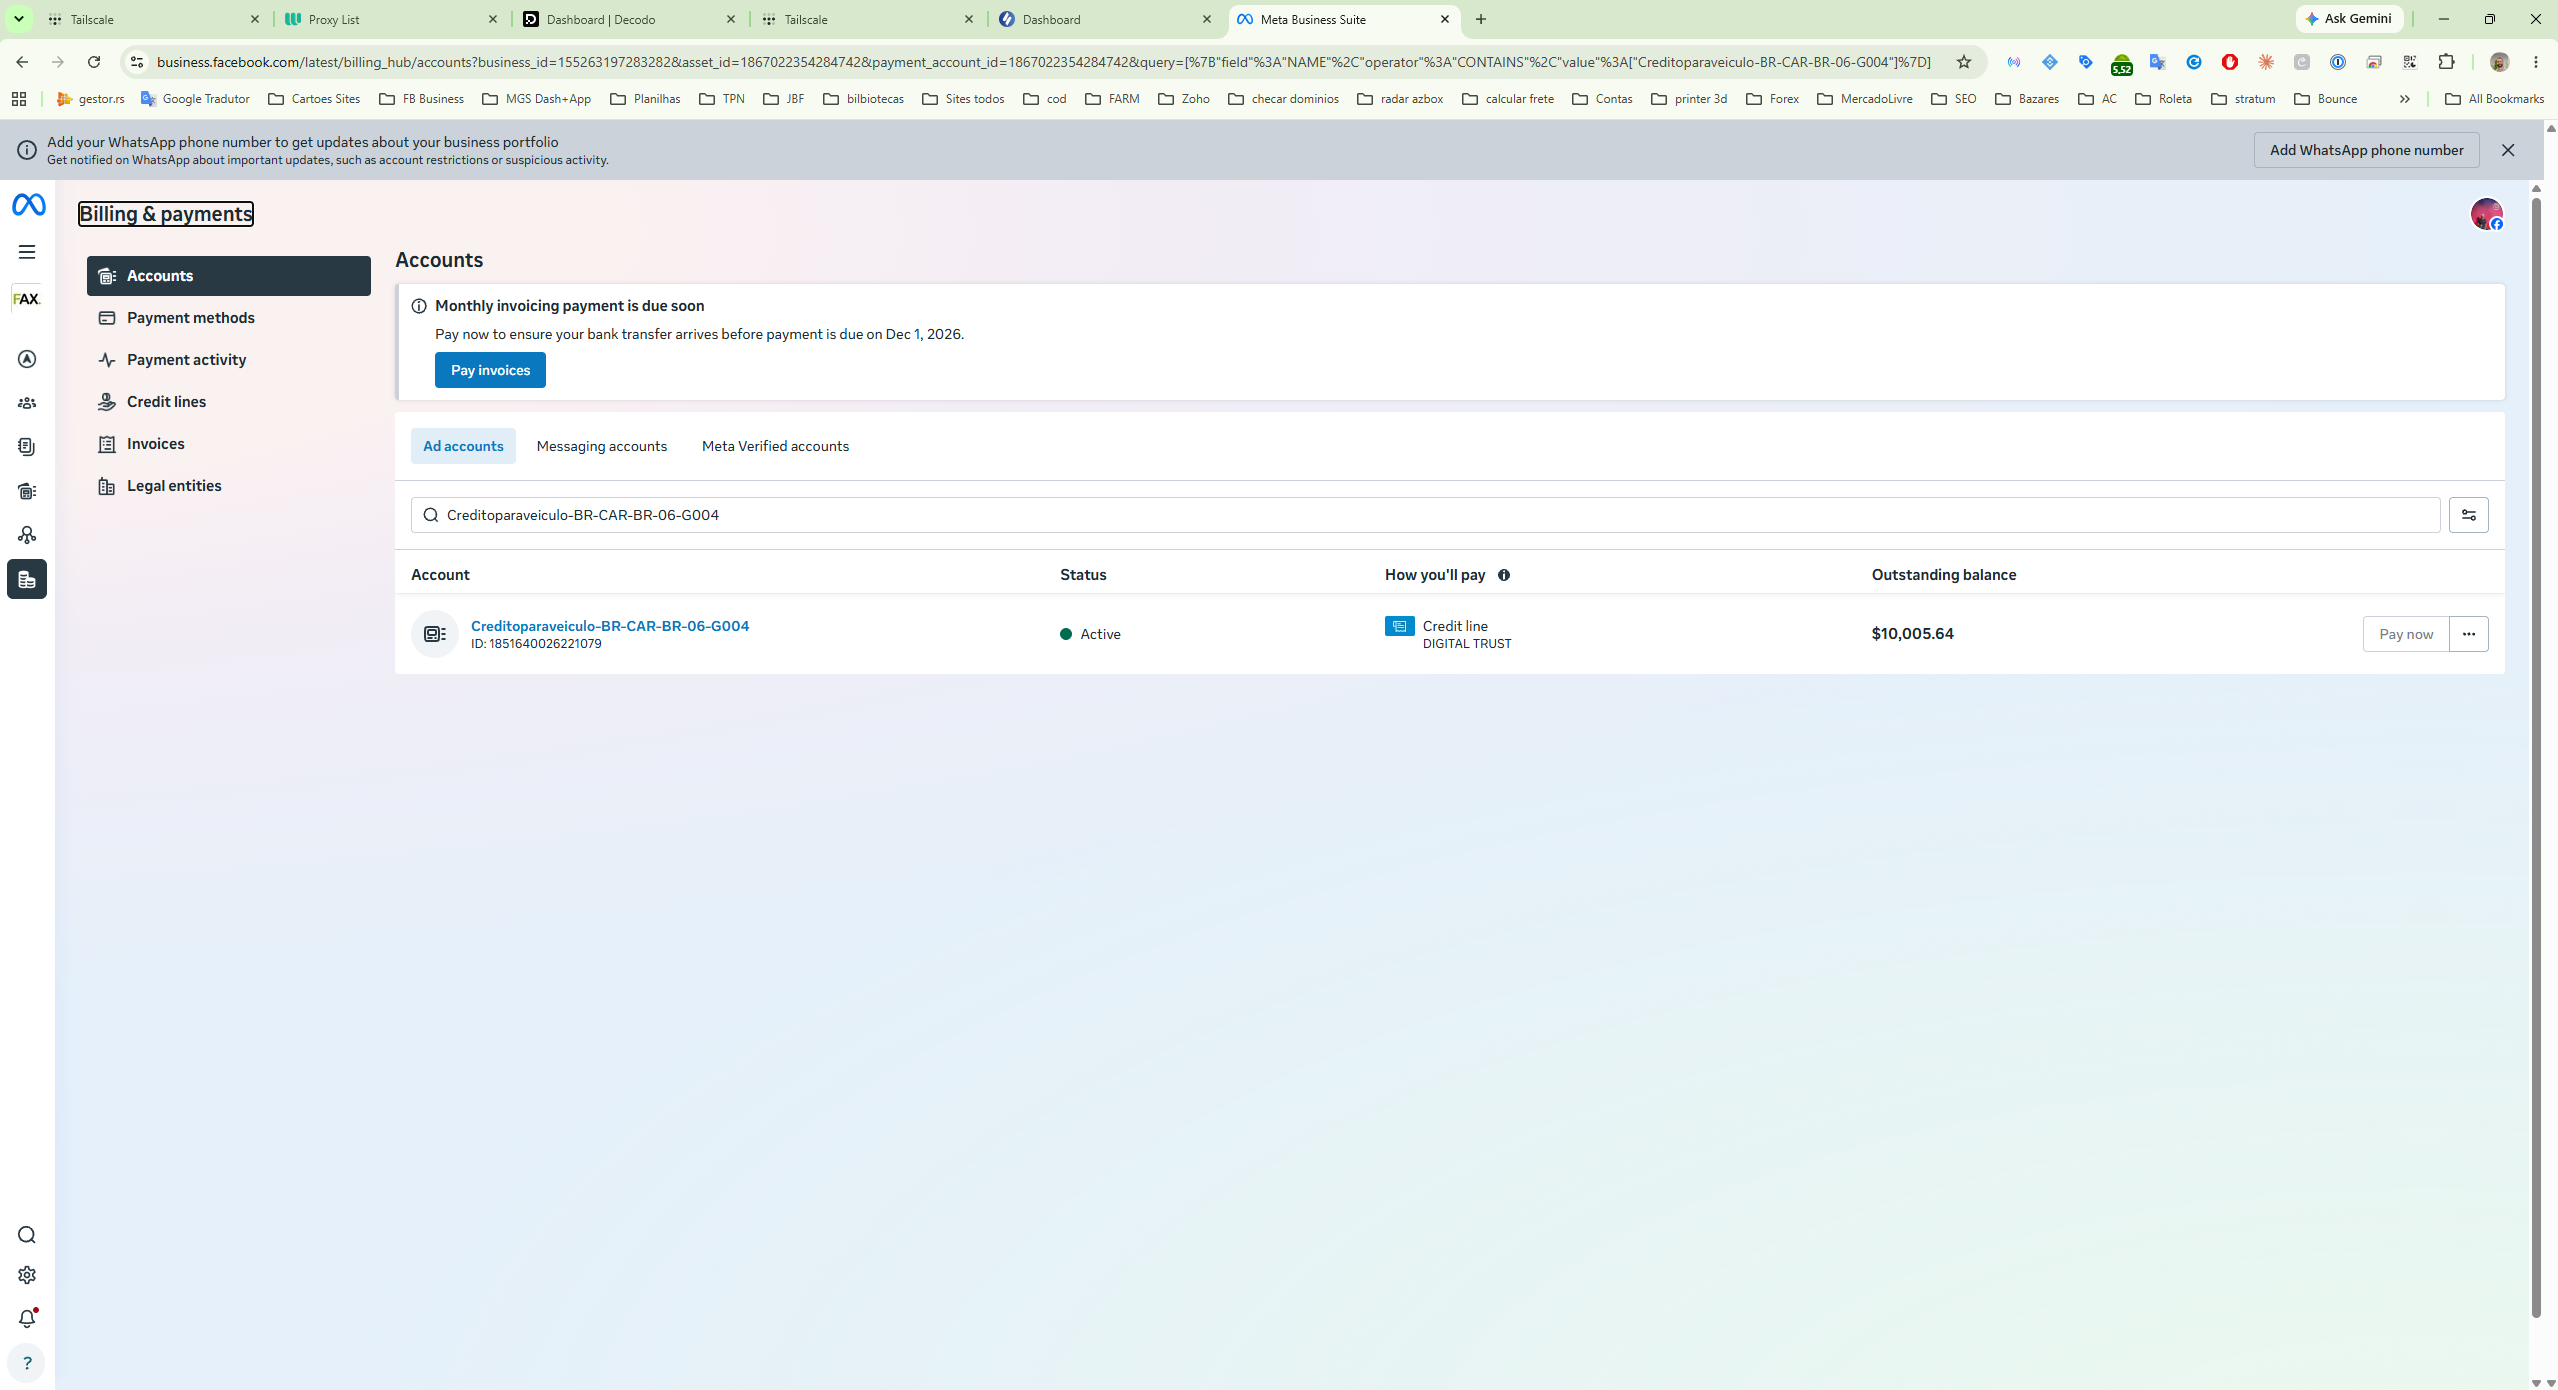 Tailscale
Proxy List
Dashboard | Decodo
Tailscale
Dashboard
Meta Business Suite
Ask Gemini
business.facebook.com/latest/billing_hub/accounts?business_id=155263197283282&asset_id=1867022354284742&payment_account_id=1867022354284742&query=[%7B"field"%3A"NAME"%2C"operator"%3A"CONTAINS"%2C"value"%3A["Creditoparaveiculo-BR-CAR-BR-06-G004"]%7D]
5,52
gestor.rs
Google Tradutor
Cartoes Sites
FB Business
MGS Dash+App
Planilhas
TPN
JBF
bilbiotecas
Sites todos
cod
FARM
Zoho
checar dominios
radar azbox
calcular frete
Contas
printer 3d
Forex
MercadoLivre
SEO
Bazares
AC
Roleta
stratum
Bounce
All Bookmarks
Add your WhatsApp phone number to get updates about your business portfolio
Get notified on WhatsApp about important updates, such as account restrictions or suspicious activity.
Add WhatsApp phone number
Billing & payments
FAX.
Accounts
Payment methods
Payment activity
Credit lines
Invoices
Legal entities
Accounts
Monthly invoicing payment is due soon
Pay now to ensure your bank transfer arrives before payment is due on Dec 1, 2026.
Pay invoices
Ad accounts
Messaging accounts
Meta Verified accounts
Creditoparaveiculo-BR-CAR-BR-06-G004
Account
Status
How you'll pay
Outstanding balance
Creditoparaveiculo-BR-CAR-BR-06-G004
ID: 1851640026221079
Active
Credit line
DIGITAL TRUST
$10,005.64
Pay now